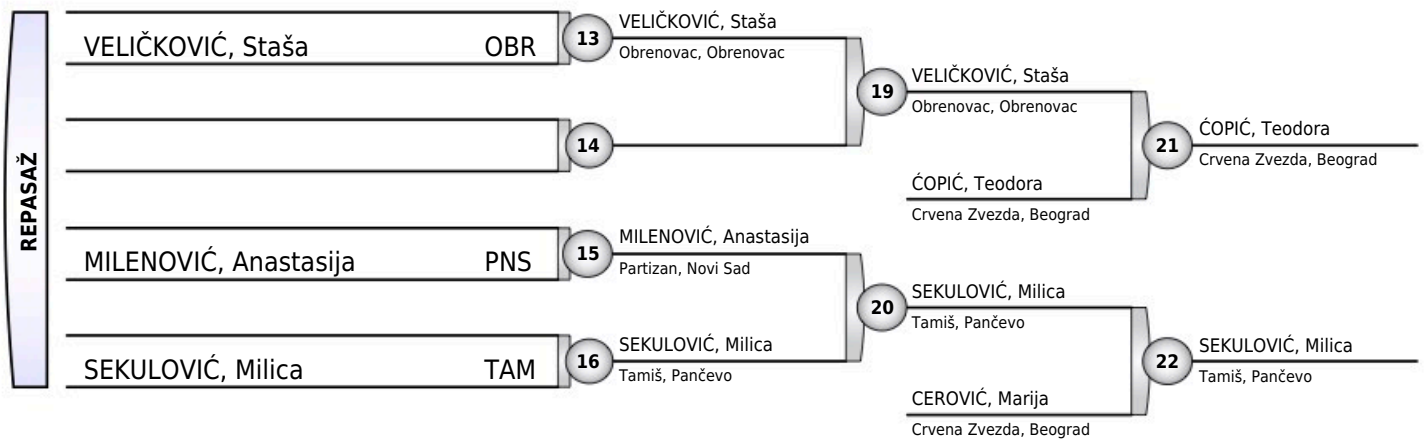 REPASAŽ
VELIČKOVIĆ, Staša OBR
13
VELIČKOVIĆ, Staša
Obrenovac, Obrenovac
14
19
VELIČKOVIĆ, Staša
Obrenovac, Obrenovac
ĆOPIĆ, Teodora
Crvena Zvezda, Beograd
21
ĆOPIĆ, Teodora
Crvena Zvezda, Beograd
MILENOVIĆ, Anastasija PNS
15
MILENOVIĆ, Anastasija
Partizan, Novi Sad
SEKULOVIĆ, Milica TAM
16
SEKULOVIĆ, Milica
Tamiš, Pančevo
20
SEKULOVIĆ, Milica
Tamiš, Pančevo
CEROVIĆ, Marija
Crvena Zvezda, Beograd
22
SEKULOVIĆ, Milica
Tamiš, Pančevo